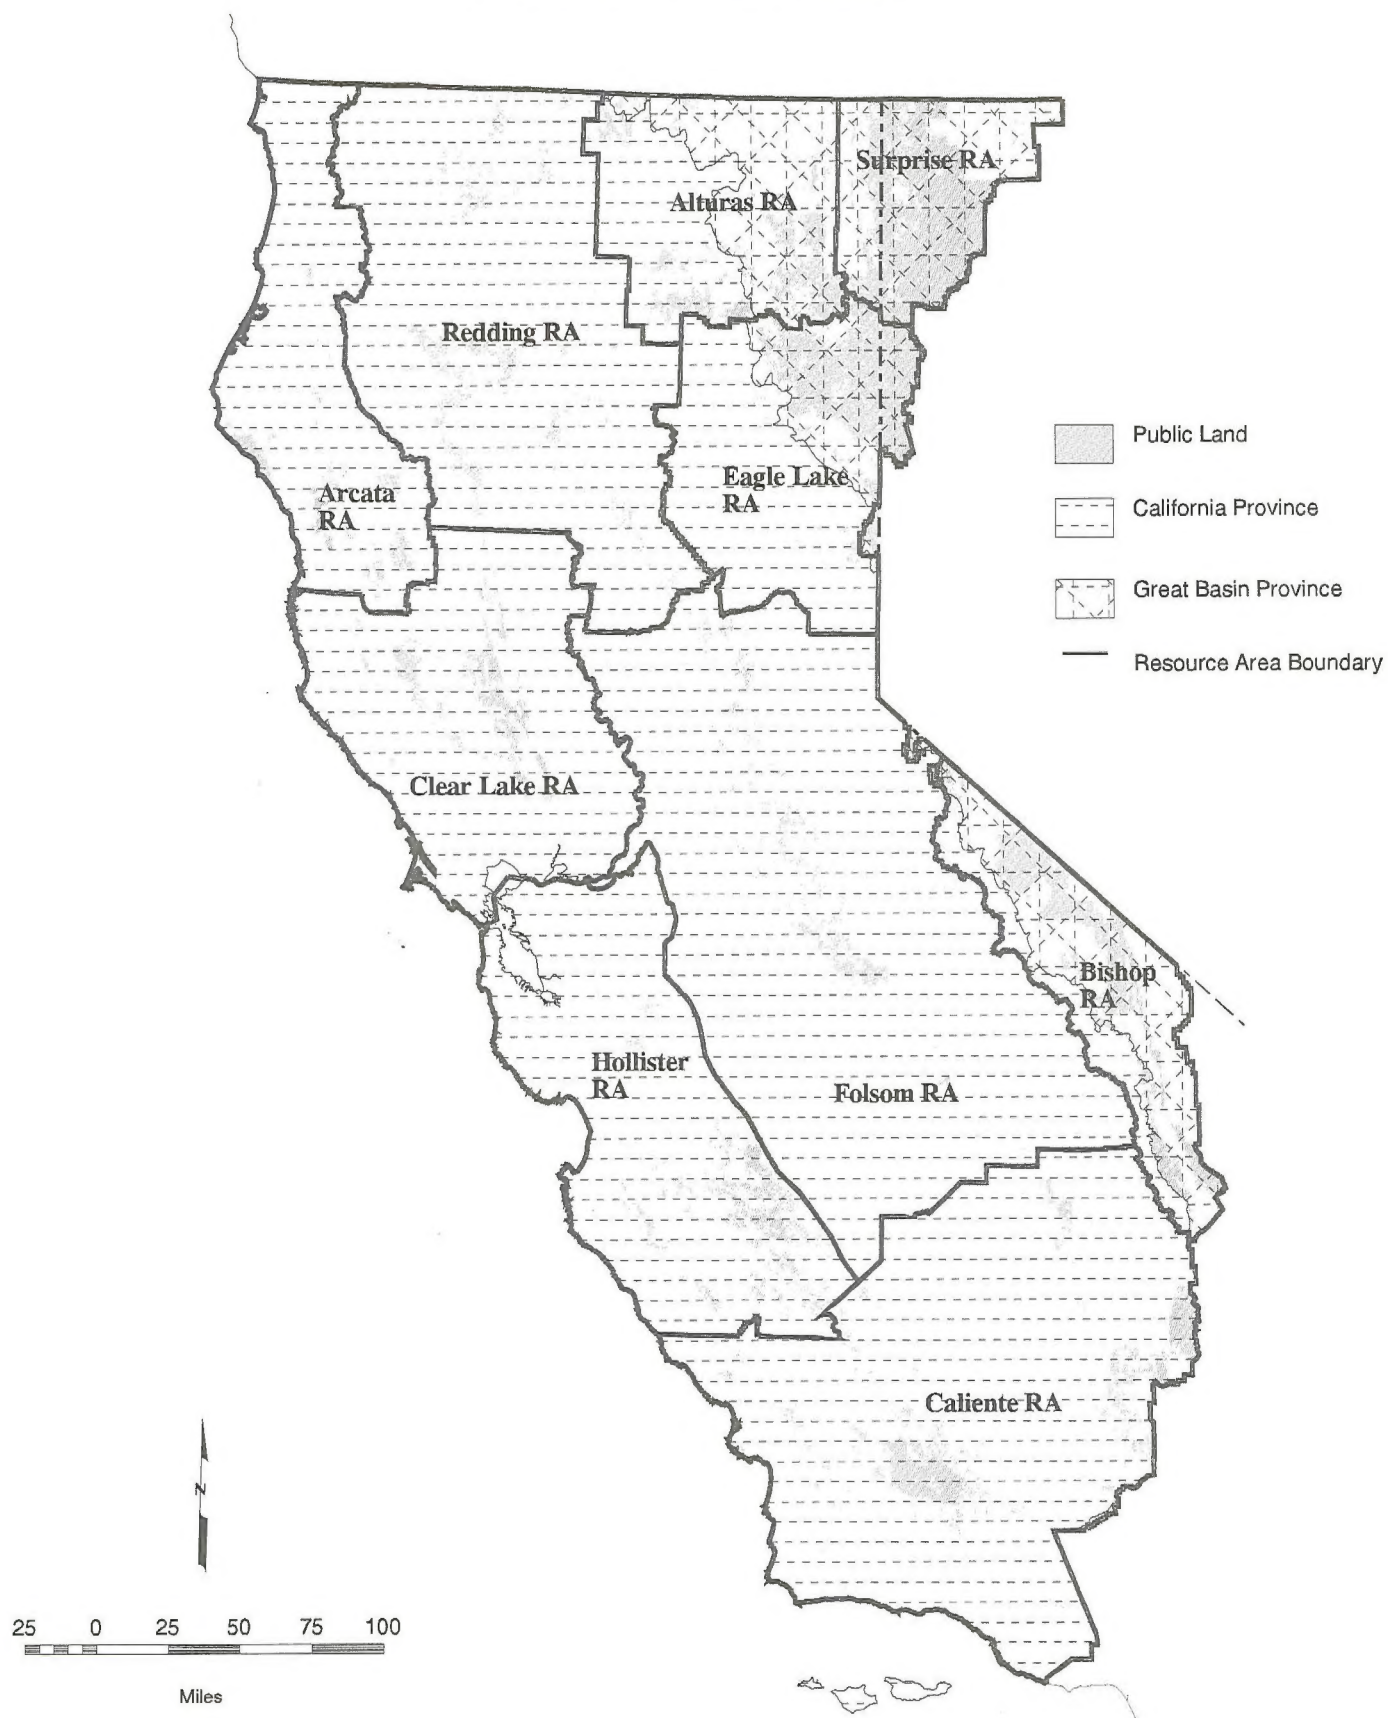 Surprise RA
Alturas RA
Redding RA
Public Land
Eagle Lake
RA
Arcata
RA
California Province
Great Basin Province
Resource Area Boundary
Clear Lake RA
Bishop
RA
Hollister
RA
Folsom RA
Caliente RA
N
25 0 25 50 75 100
Miles